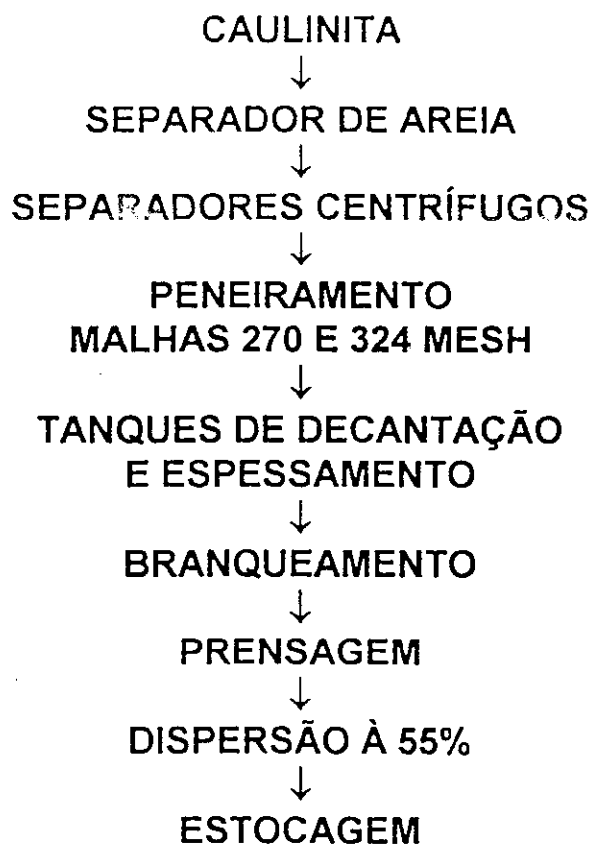 CAULINITA
↓
SEPARADOR DE AREIA
↓
SEPARADORES CENTRÍFUGOS
↓
PENEIRAMENTO
MALHAS 270 E 324 MESH
↓
TANQUES DE DECANTAÇÃO
E ESPESSAMENTO
↓
BRANQUEAMENTO
↓
PRENSAGEM
↓
DISPERSÃO À 55%
↓
ESTOCAGEM